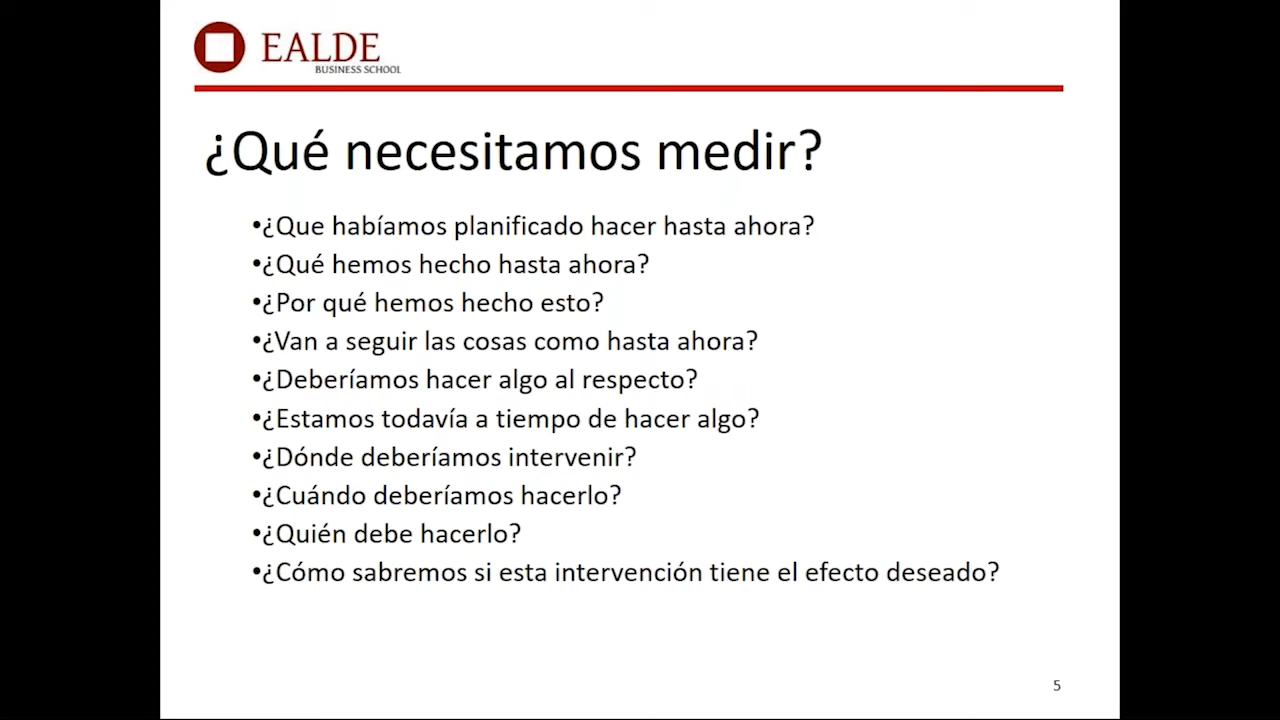 EALDE
BUSINESS SCHOOL
¿Qué necesitamos medir?
•¿Que habíamos planificado hacer hasta ahora?
•¿Qué hemos hecho hasta ahora?
•¿Por qué hemos hecho esto?
•¿Van a seguir las cosas como hasta ahora?
•¿Deberíamos hacer algo al respecto?
•¿Estamos todavía a tiempo de hacer algo?
•¿Dónde deberíamos intervenir?
•¿Cuándo deberíamos hacerlo?
•¿Quién debe hacerlo?
•¿Cómo sabremos si esta intervención tiene el efecto deseado?
5